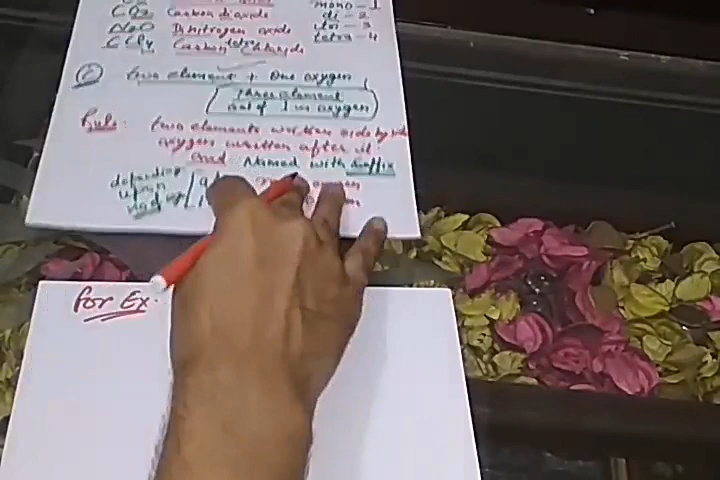 mono - 1
CO2 Carbon dioxide di - 2
N2O Dinitrogen oxide tri - 3
CCl4 Carbon tetra Chloride tetra - 4
C two element + One oxygen
three element
out of 1 is oxygen
Rule: two elements written side by side
oxygen written after it.
and Named with Suffix
depending
upon
For Ex.